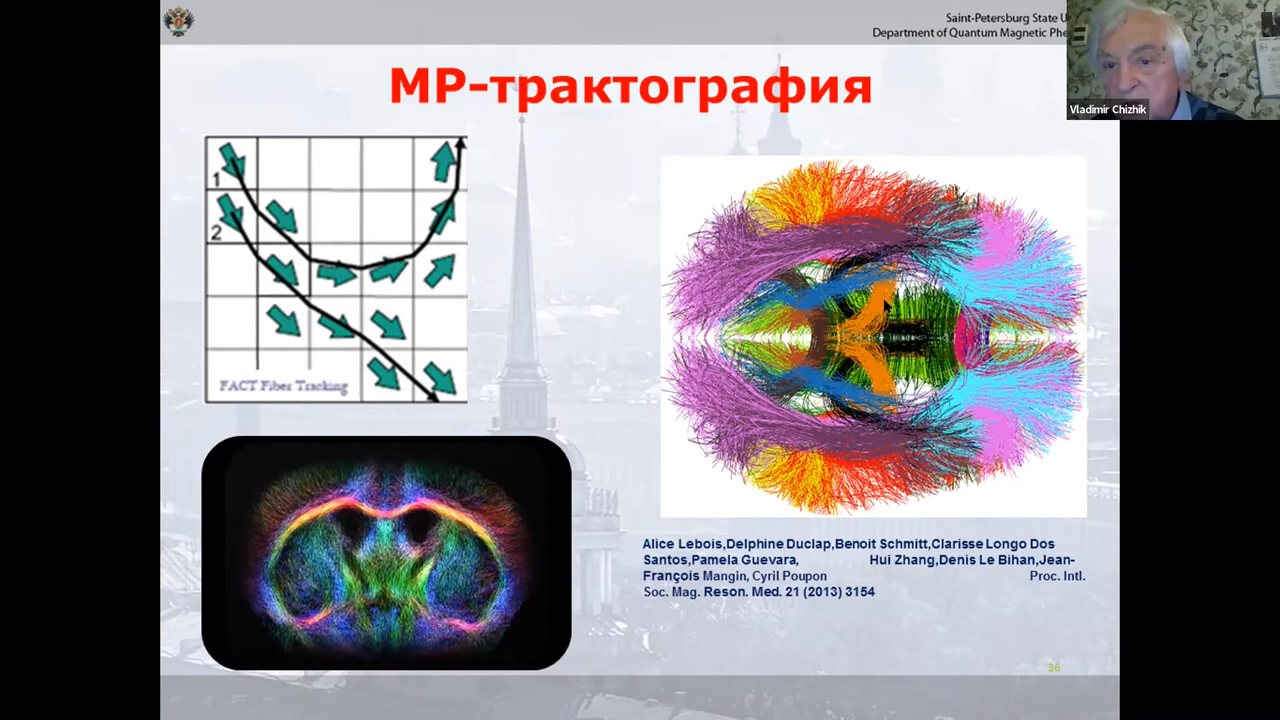 Saint-Petersburg State U
Department of Quantum Magnetic Phe
Vladimir Chizhik
МР-трактография
1
2
FACT Fiber Tracking
Alice Lebois,Delphine Duclap,Benoit Schmitt,Clarisse Longo Dos
Santos,Pamela Guevara, Hui Zhang,Denis Le Bihan,Jean-
François Mangin, Cyril Poupon Proc. Intl.
Soc. Mag. Reson. Med. 21 (2013) 3154
36